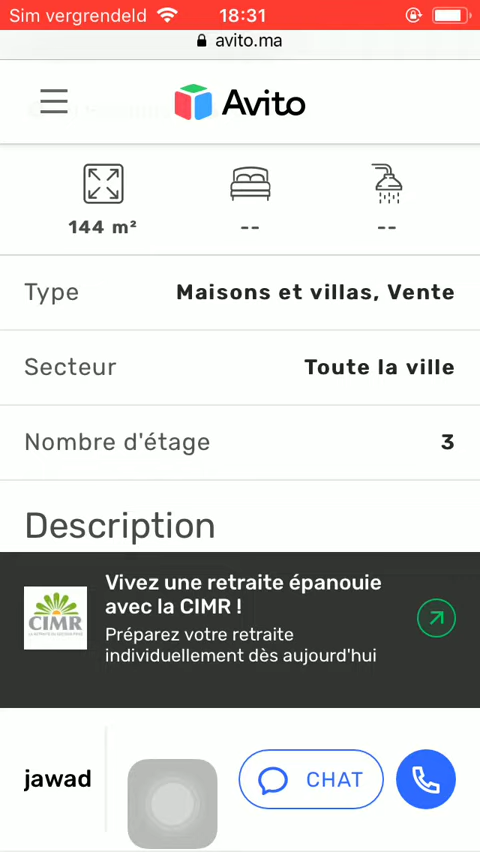 Sim vergrendeld 18:31
avito.ma
Avito
144 m² -- --
Type Maisons et villas, Vente
Secteur Toute la ville
Nombre d'étage 3
Description
Vivez une retraite épanouie
avec la CIMR !
CIMR
Préparez votre retraite
individuellement dès aujourd'hui
jawad CHAT